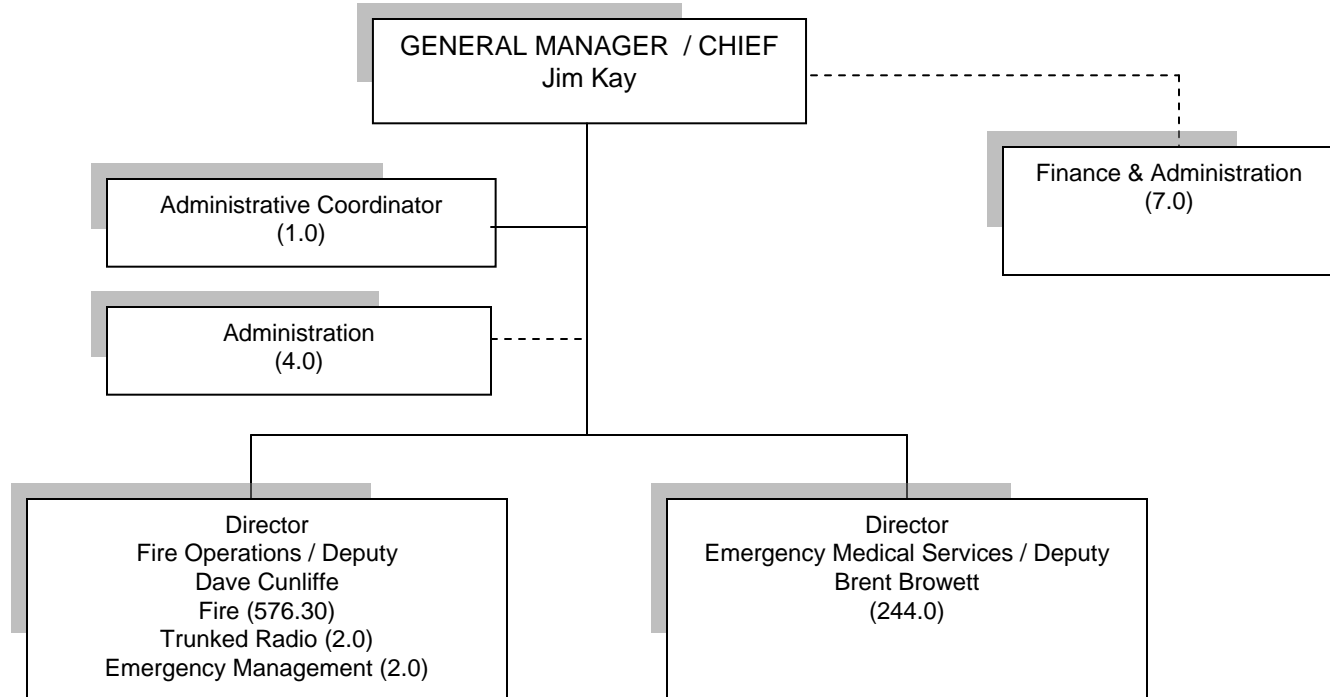 GENERAL MANAGER / CHIEF
Jim Kay
Finance & Administration
(7.0)
Administrative Coordinator
(1.0)
Administration
(4.0)
Director
Fire Operations / Deputy
Dave Cunliffe
Fire (576.30)
Trunked Radio (2.0)
Emergency Management (2.0)
Director
Emergency Medical Services / Deputy
Brent Browett
(244.0)